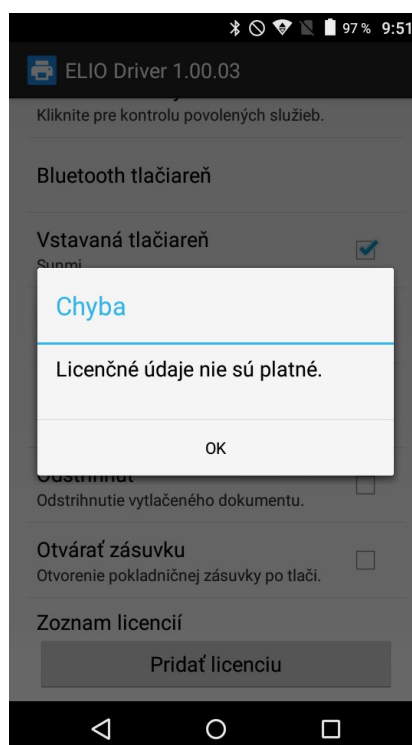 97 % 9:51
ELIO Driver 1.00.03
Kliknite pre kontrolu povolených služieb.
Bluetooth tlačiareň
Vstavaná tlačiareň
Sunmi
Chyba
Licenčné údaje nie sú platné.
OK
Odstrihnúť
Odstrihnutie vytlačeného dokumentu.
Otvárať zásuvku
Otvorenie pokladničnej zásuvky po tlači.
Zoznam licencií
Pridať licenciu